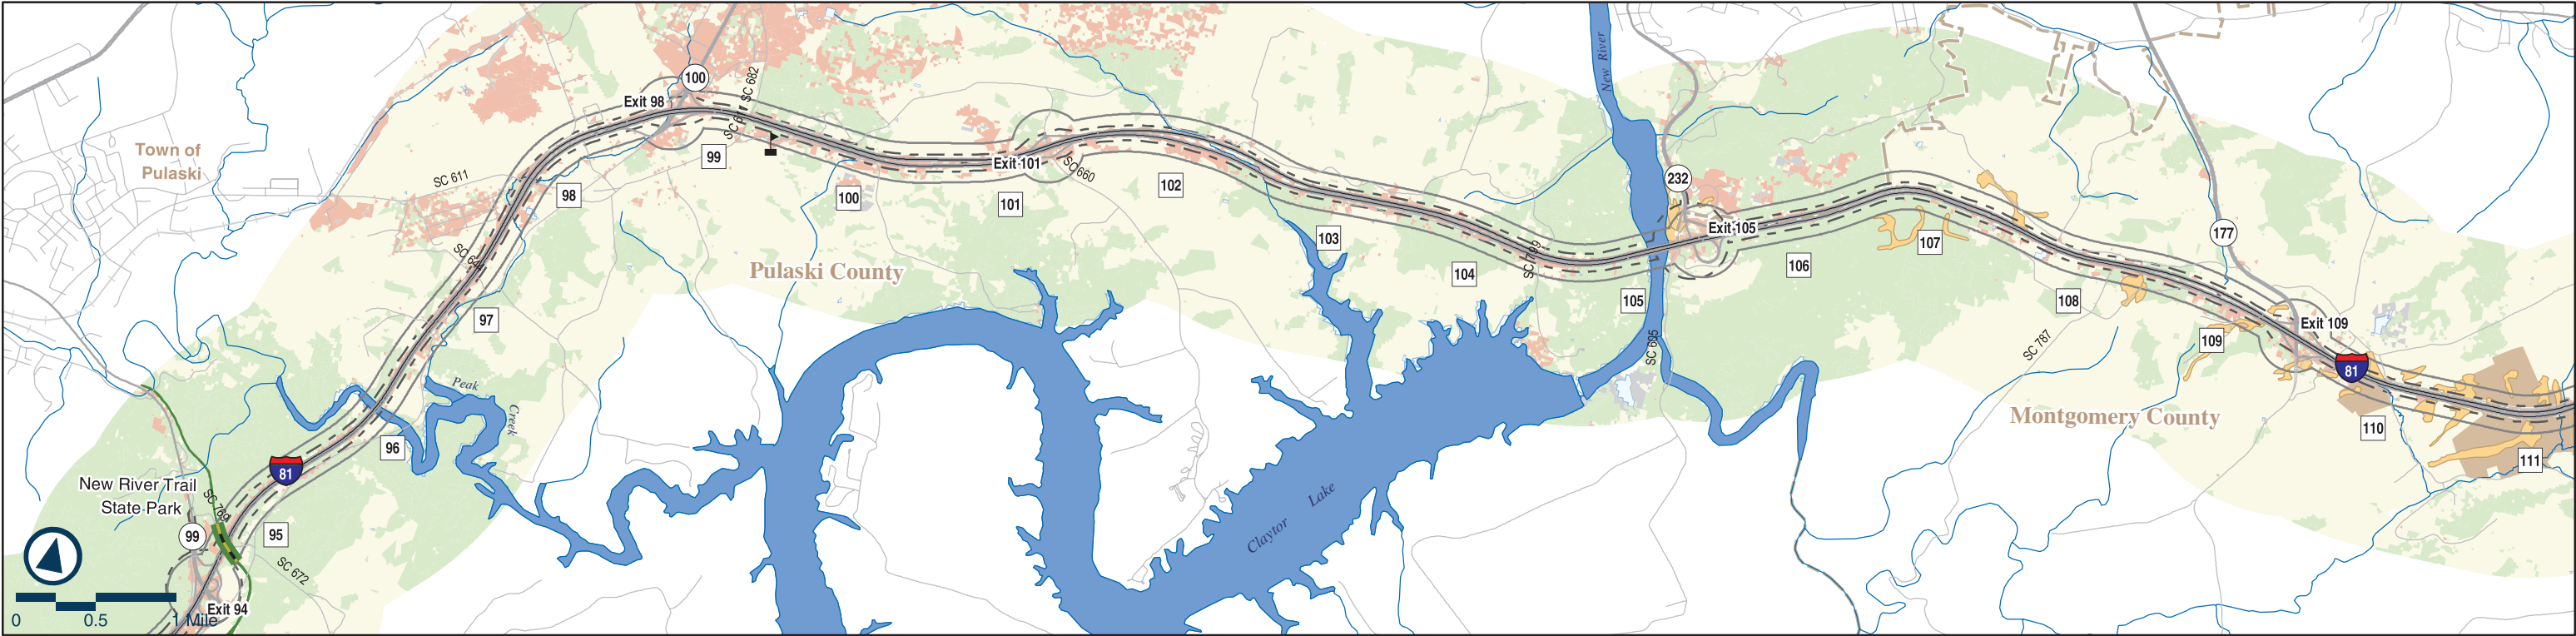 New River
100
SC 682
Exit 98
99
Town of
Pulaski
SC 611
98
Exit 101
SC 660
100
101
102
232
Exit 105
177
103
104
105
106
107
108
Pulaski County
97
Peak
Creek
SC 695
SC 787
109
Exit 109
81
Montgomery County
110
111
96
81
New River Trail
State Park
SC 769
99
95
SC 672
Claytor Lake
Exit 94
0 0.5 1 Mile